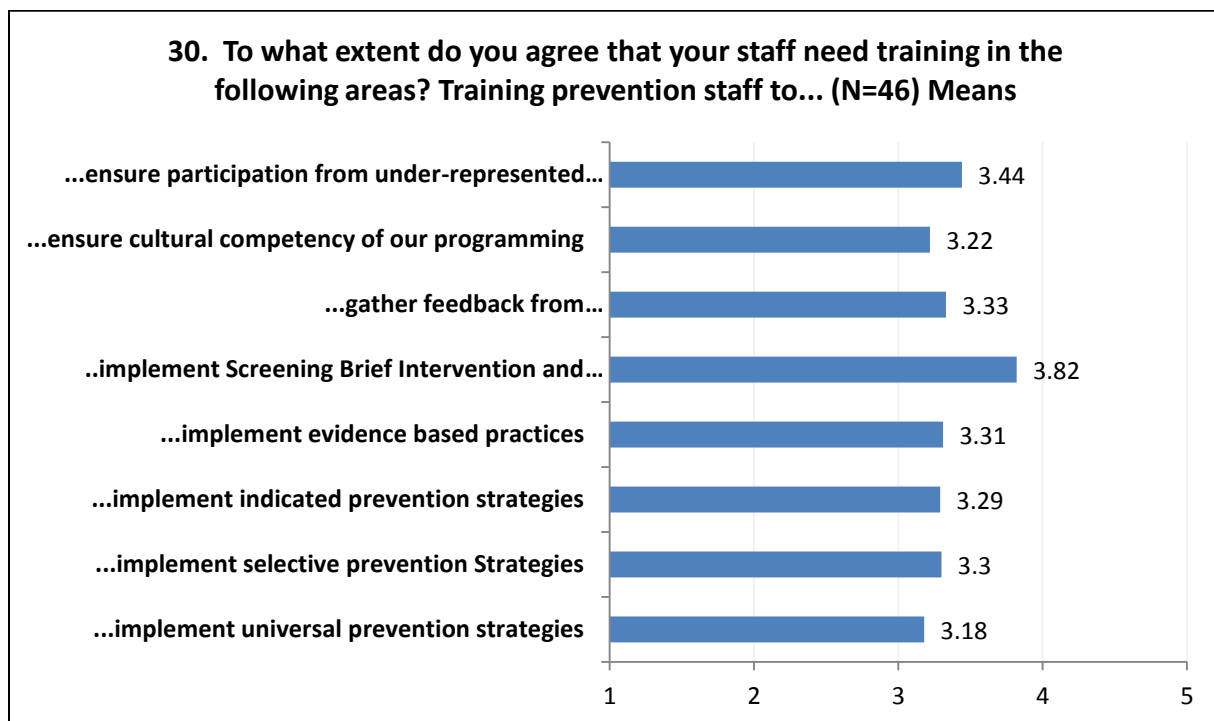 30. To what extent do you agree that your staff need training in the
following areas? Training prevention staff to... (N=46) Means
...ensure participation from under-represented…
3.44
...ensure cultural competency of our programming
3.22
...gather feedback from…
3.33
..implement Screening Brief Intervention and…
3.82
...implement evidence based practices
3.31
...implement indicated prevention strategies
3.29
...implement selective prevention Strategies
3.3
...implement universal prevention strategies
3.18
1 2 3 4 5